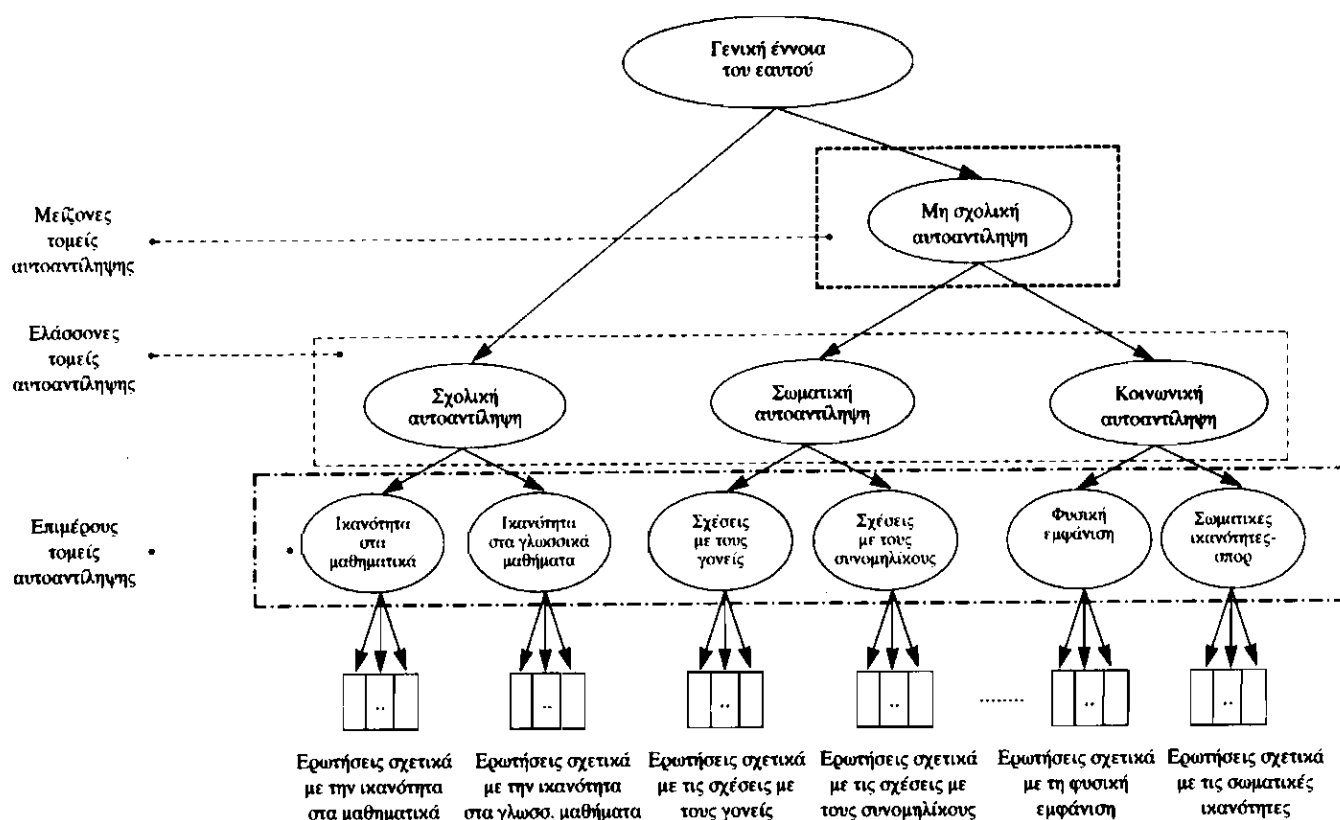 Γενική έννοια
του εαυτού
Μείζονες
τομείς
αυτοαντίληψης
Μη σχολική
αυτοαντίληψη
Ελάσσονες
τομείς
αυτοαντίληψης
Σχολική
αυτοαντίληψη
Σωματική
αυτοαντίληψη
Κοινωνική
αυτοαντίληψη
Επιμέρους
τομείς
αυτοαντίληψης
Ικανότητα
στα
μαθηματικά
Ικανότητα
στα γλωσσικά
μαθήματα
Σχέσεις
με τους
γονείς
Σχέσεις
με τους
συνομηλίκους
Φυσική
εμφάνιση
Σωματικες
ικανότητες-
σπορ
Ερωτήσεις σχετικά
με την ικανότητα
στα μαθηματικά
Ερωτήσεις σχετικά
με την ικανότητα
στα γλωσσ. μαθήματα
Ερωτήσεις σχετικά
με τις σχέσεις με
τους γονείς
Ερωτήσεις σχετικά
με τις σχέσεις με
τους συνομηλίκους
Ερωτήσεις σχετικά
με τη φυσική
εμφάνιση
Ερωτήσεις σχετικά
με τις σωματικές
ικανότητες